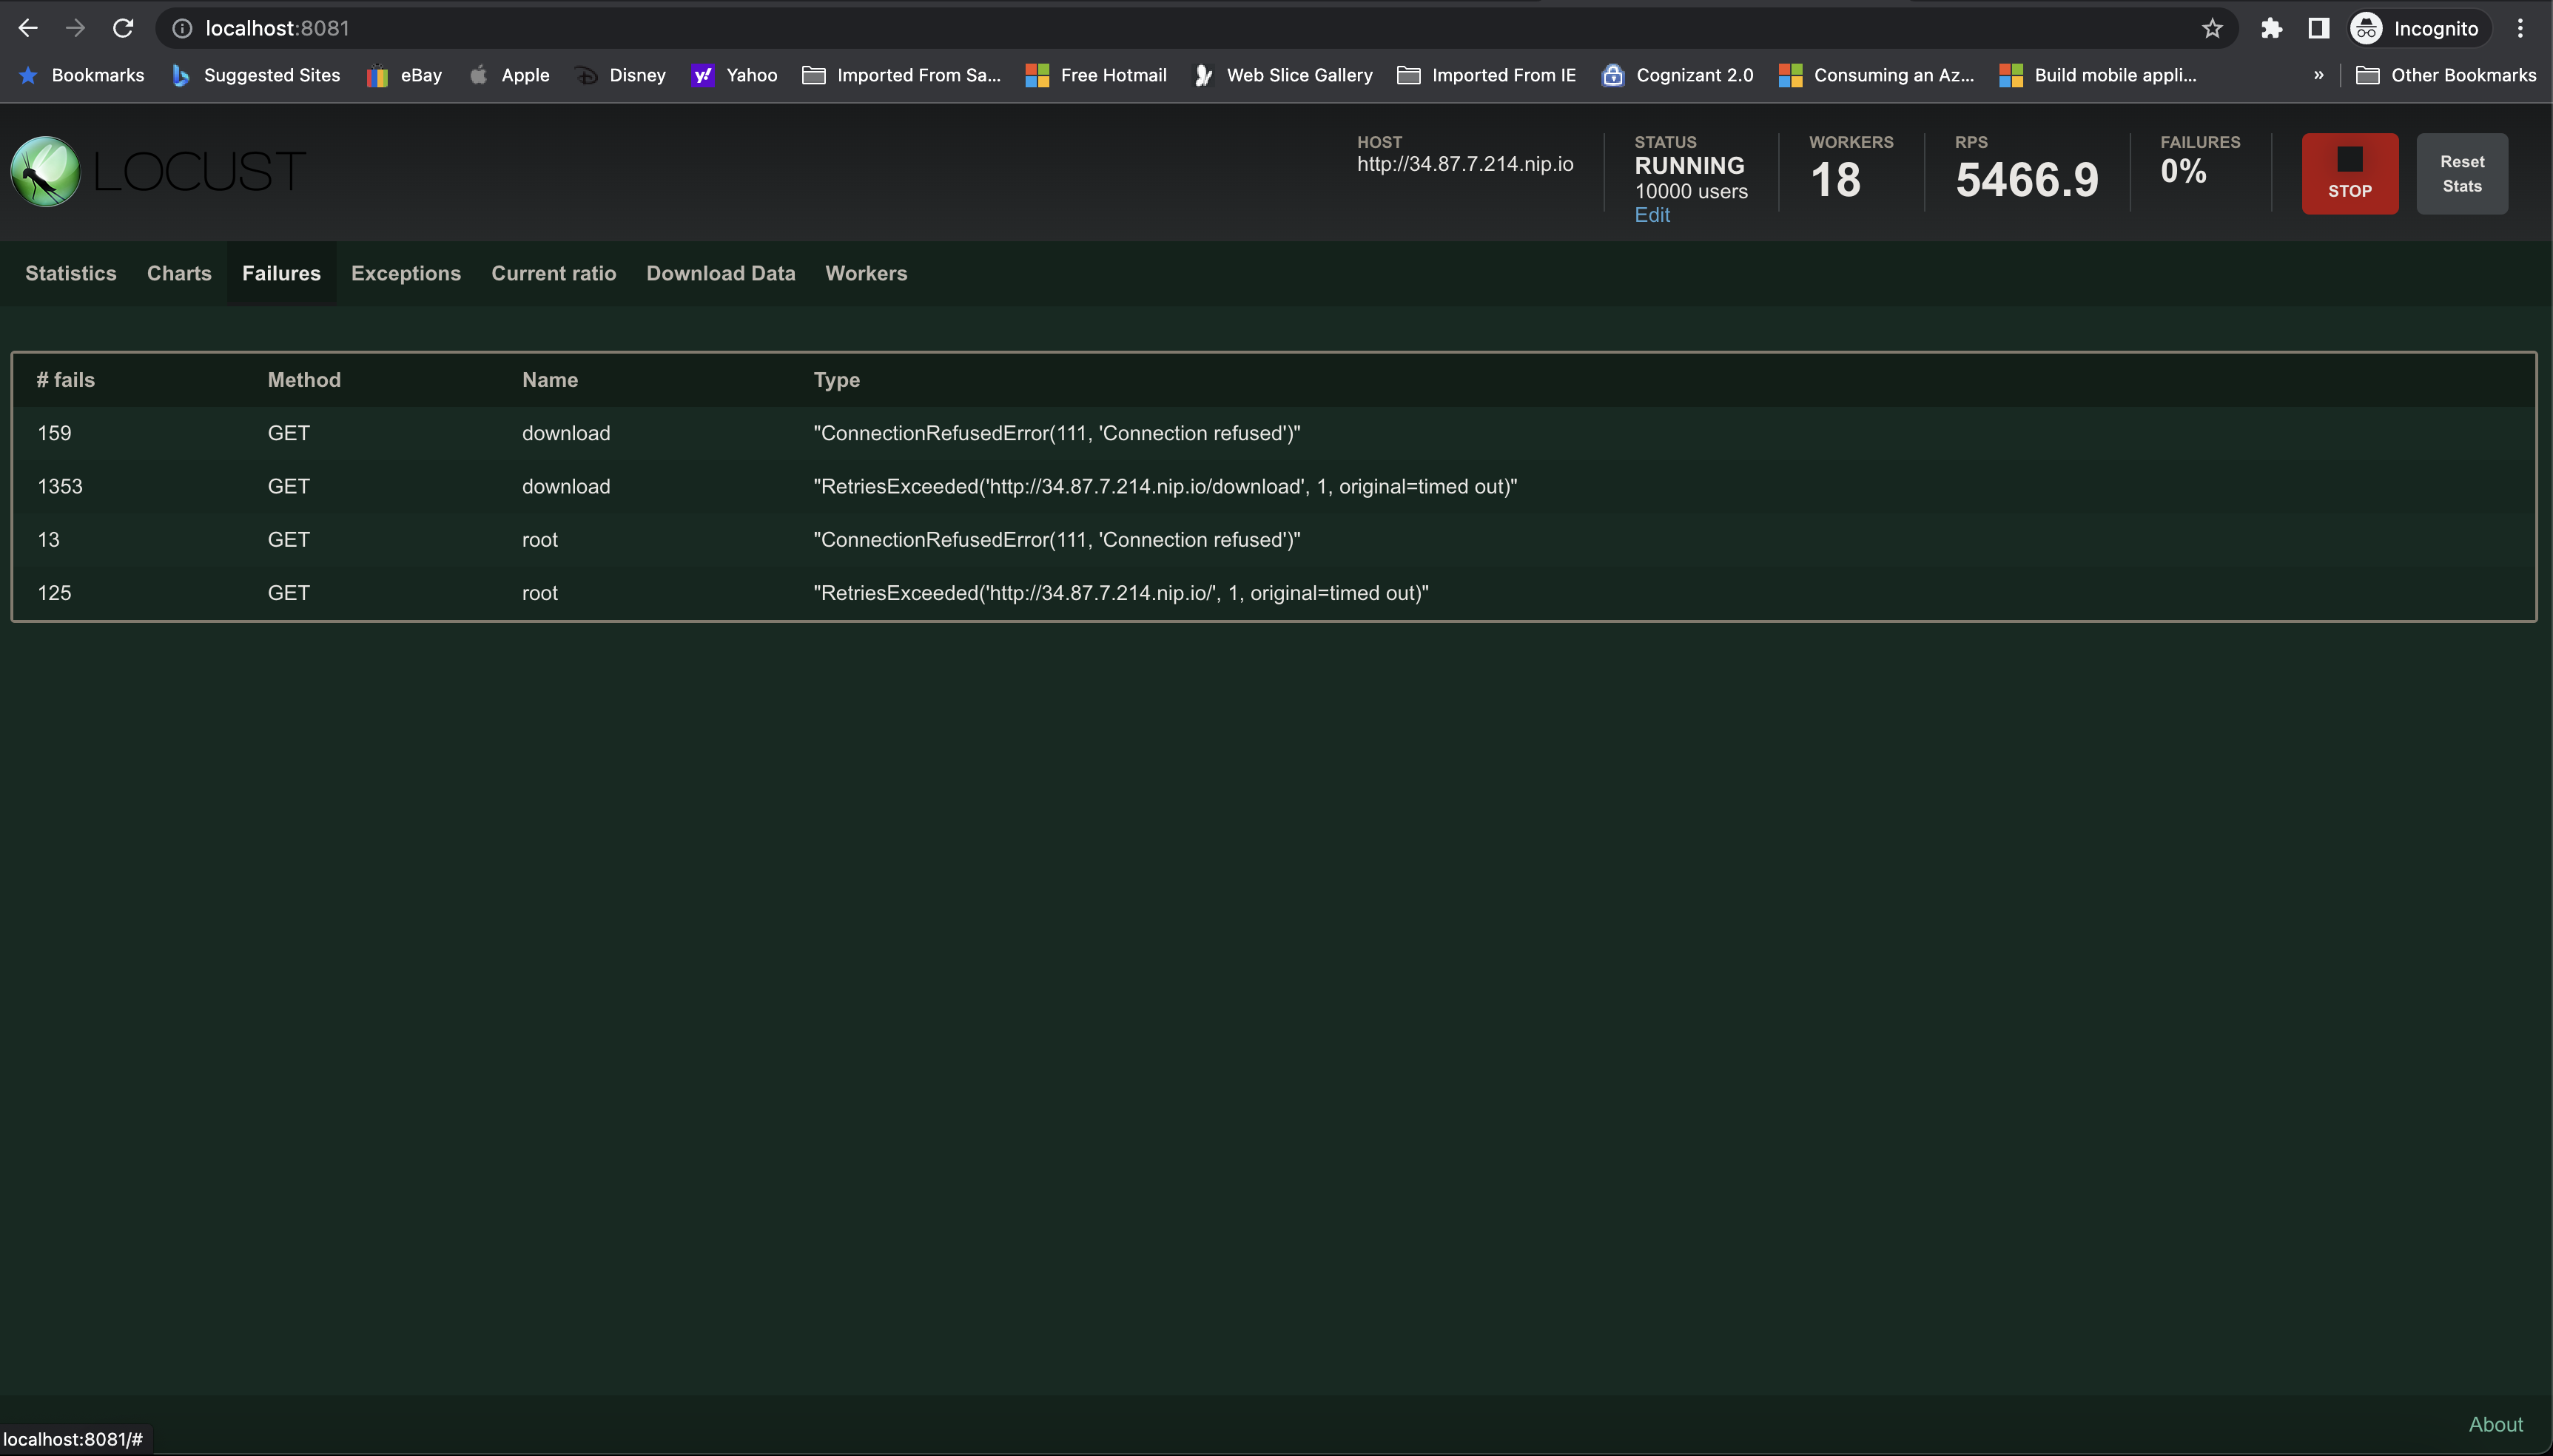 localhost:8081
Incognito
Bookmarks Suggested Sites eBay Apple Disney Yahoo Imported From Sa... Free Hotmail Web Slice Gallery Imported From IE Cognizant 2.0 Consuming an Az... Build mobile appli... » Other Bookmarks
LOCUST
HOST
http://34.87.7.214.nip.io
STATUS
RUNNING
10000 users
Edit
WORKERS
18
RPS
5466.9
FAILURES
0%
STOP
Reset
Stats
Statistics Charts Failures Exceptions Current ratio Download Data Workers
# fails Method Name Type
159 GET download "ConnectionRefusedError(111, 'Connection refused')"
1353 GET download "RetriesExceeded('http://34.87.7.214.nip.io/download', 1, original=timed out)"
13 GET root "ConnectionRefusedError(111, 'Connection refused')"
125 GET root "RetriesExceeded('http://34.87.7.214.nip.io/', 1, original=timed out)"
About
localhost:8081/#